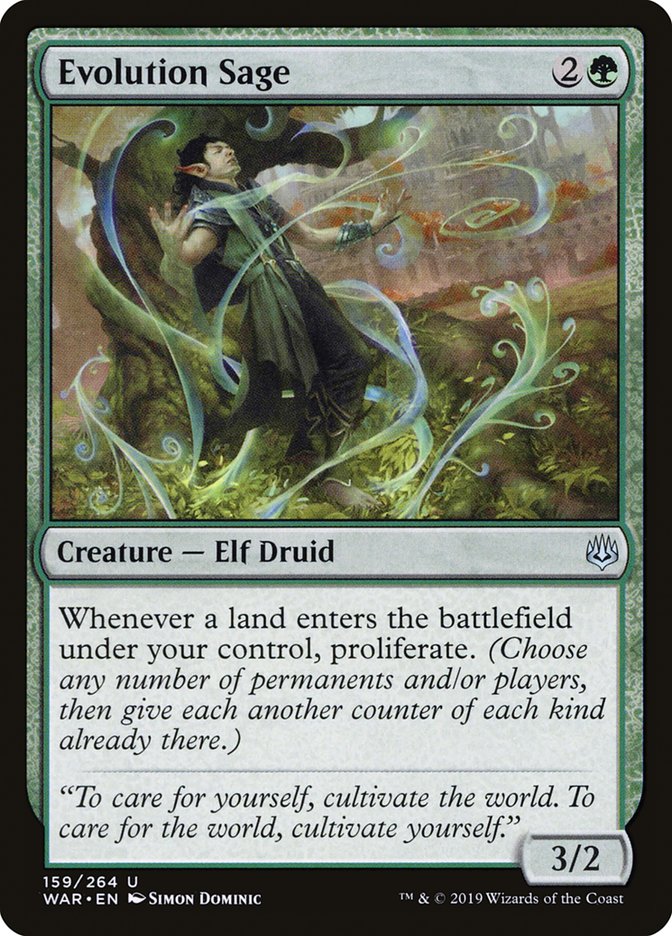 Evolution Sage 2
Creature — Elf Druid
Whenever a land enters the battlefield
under your control, proliferate. (Choose
any number of permanents and/or players,
then give each another counter of each kind
already there.)
“To care for yourself, cultivate the world. To
care for the world, cultivate yourself.”
3/2
159/264 U
WAR • EN Simon Dominic
™ & © 2019 Wizards of the Coast